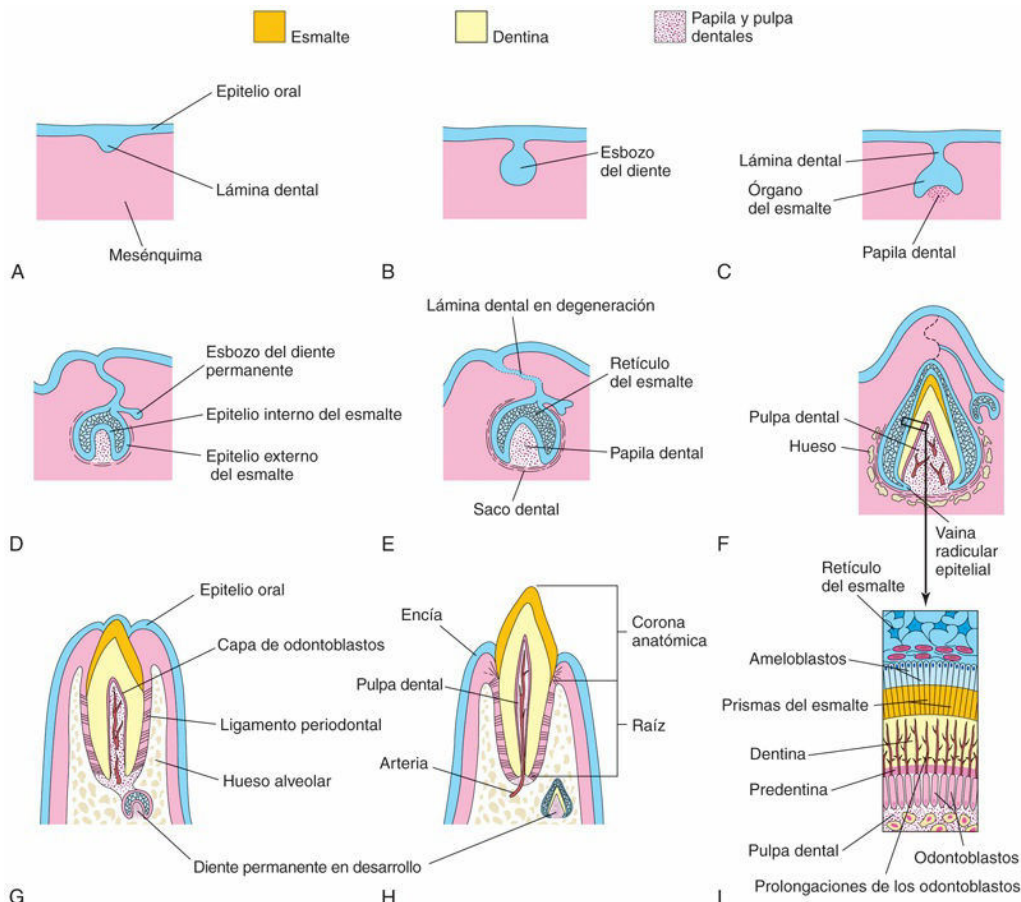 Esmalte
Dentina
Papila y pulpa
dentales
Epitelio oral
Lámina dental
Mesénquima
A
Esbozo
del diente
B
Lámina dental
Órgano
del esmalte
Papila dental
C
Esbozo del diente
permanente
Epitelio interno del esmalte
Epitelio externo
del esmalte
D
Lámina dental en degeneración
Retículo
del esmalte
Papila dental
Saco dental
E
Pulpa dental
Hueso
Vaina
radicular
epitelial
F
Epitelio oral
Capa de odontoblastos
Ligamento periodontal
Hueso alveolar
Diente permanente en desarrollo
G
Encía
Pulpa dental
Arteria
Corona
anatómica
Raíz
H
Retículo
del esmalte
Ameloblastos
Prismas del esmalte
Dentina
Predentina
Pulpa dental
Odontoblastos
Prolongaciones de los odontoblastos
I